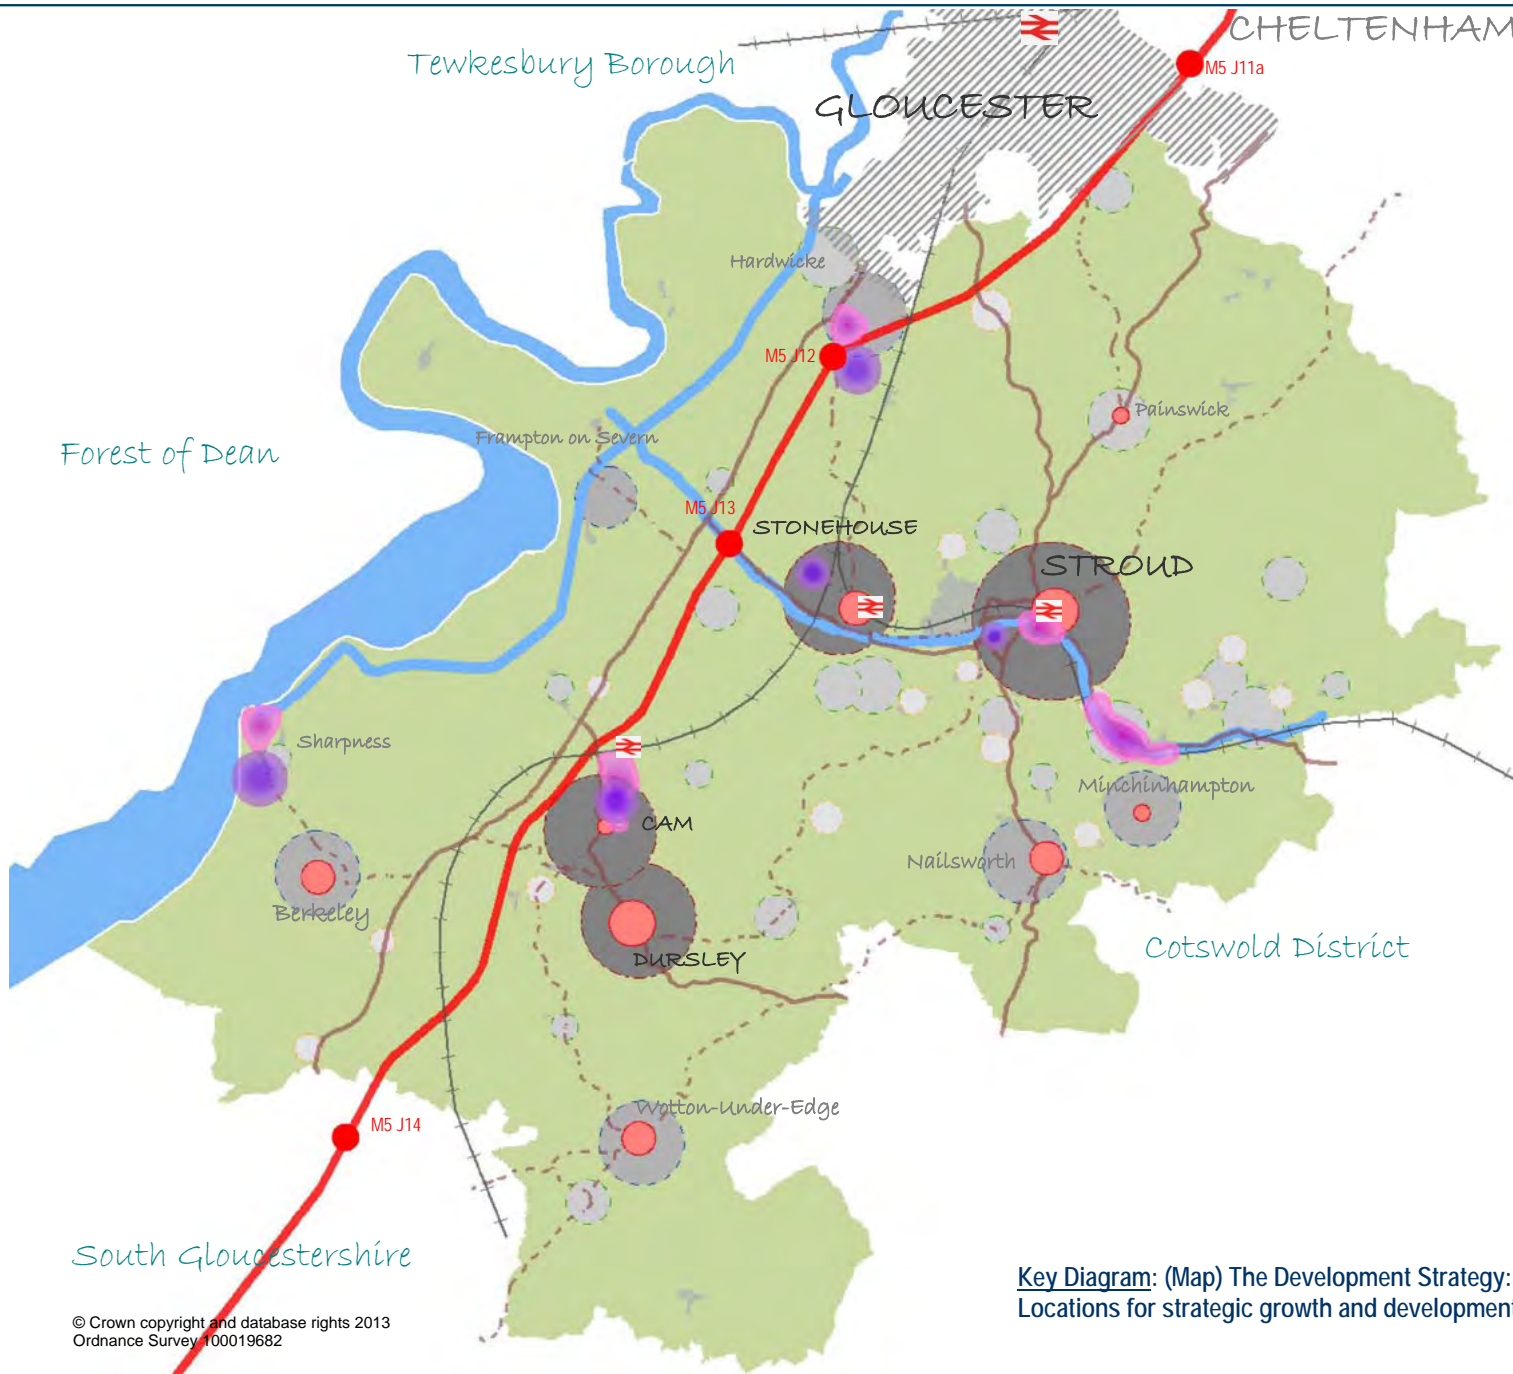 CHELTENHAM
Tewkesbury Borough
M5 J11a
GLOUCESTER
Hardwicke
M5 J12
Painswick
Frampton on Severn
Forest of Dean
M5 J13
STONEHOUSE
STROUD
Sharpness
Minchinhampton
CAM
Nailsworth
Berkeley
DURSLEY
Cotswold District
Wotton-Under-Edge
M5 J14
South Gloucestershire
Key Diagram: (Map) The Development Strategy:
Locations for strategic growth and development
© Crown copyright and database rights 2013
Ordnance Survey 100019682